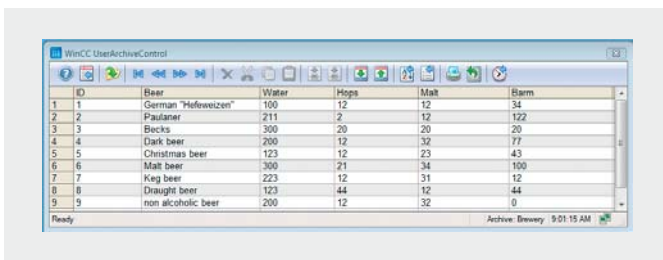 WinCC UserArchiveControl
ID Beer Water Hops Malt Barm
1 1 German "Hefeweizen" 100 12 12 34
2 2 Paulaner 211 2 12 122
3 3 Becks 300 20 20 20
4 4 Dark beer 200 12 32 77
5 5 Christmas beer 123 12 23 43
6 6 Malt beer 300 21 34 100
7 7 Keg beer 223 12 31 12
8 8 Draught beer 123 44 12 44
9 9 non alcoholic beer 200 12 32 0
Ready Archive: Brewery 9:01:15 AM